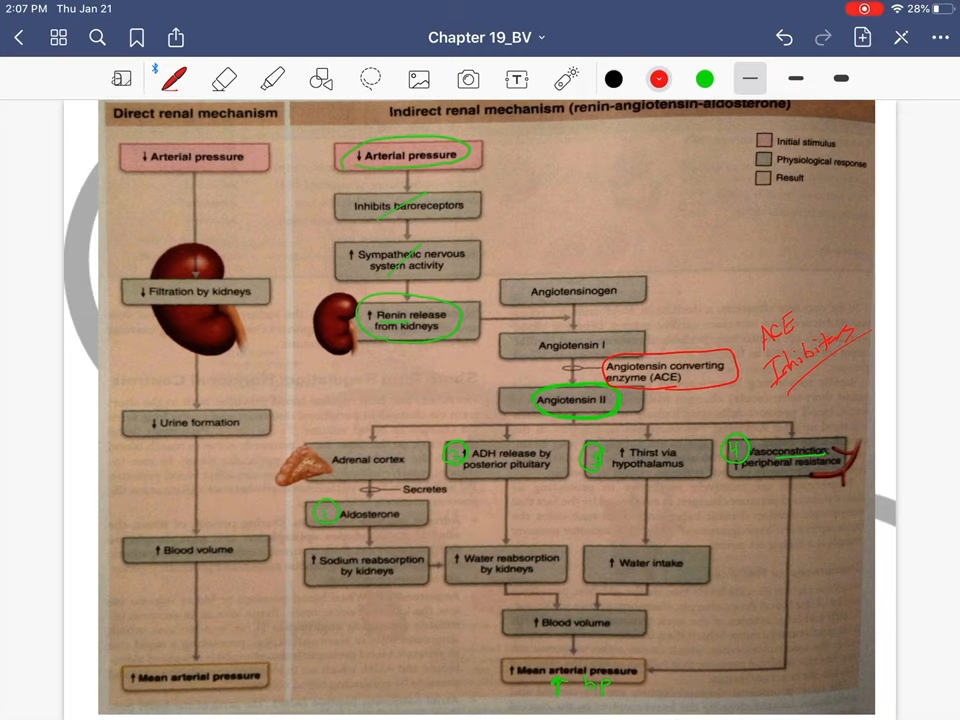 2:07 PM Thu Jan 21
28%
Chapter 19_BV
Direct renal mechanism
Indirect renal mechanism (renin-angiotensin-aldosterone)
Initial stimulus
Physiological response
Result
↓ Arterial pressure
↓ Arterial pressure
Inhibits baroreceptors
↑ Sympathetic nervous
system activity
↓ Filtration by kidneys
↑ Renin release
from kidneys
Angiotensinogen
Angiotensin I
ACE
Inhibitors
Angiotensin converting
enzyme (ACE)
Angiotensin II
↓ Urine formation
Adrenal cortex
2
↑ ADH release by
posterior pituitary
3
↑ Thirst via
hypothalamus
4
Vasoconstriction;
↑ peripheral resistance
Secretes
1
Aldosterone
↑ Blood volume
↑ Sodium reabsorption
by kidneys
↑ Water reabsorption
by kidneys
↑ Water intake
↑ Blood volume
↑ Mean arterial pressure
↑ Mean arterial pressure
↑ bp